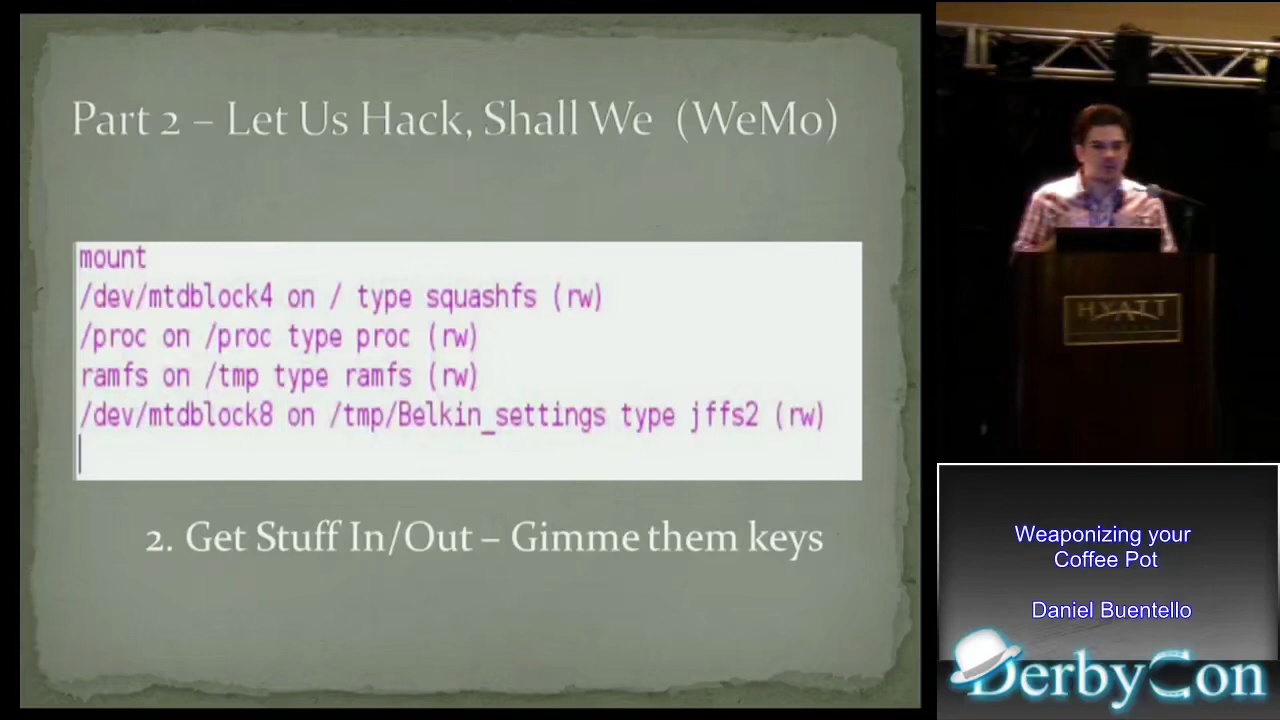 Part 2 – Let Us Hack, Shall We (WeMo)
mount
/dev/mtdblock4 on / type squashfs (rw)
/proc on /proc type proc (rw)
ramfs on /tmp type ramfs (rw)
/dev/mtdblock8 on /tmp/Belkin_settings type jffs2 (rw)
2. Get Stuff In/Out – Gimme them keys
HYATT
Weaponizing your
Coffee Pot
Daniel Buentello
DerbyCon